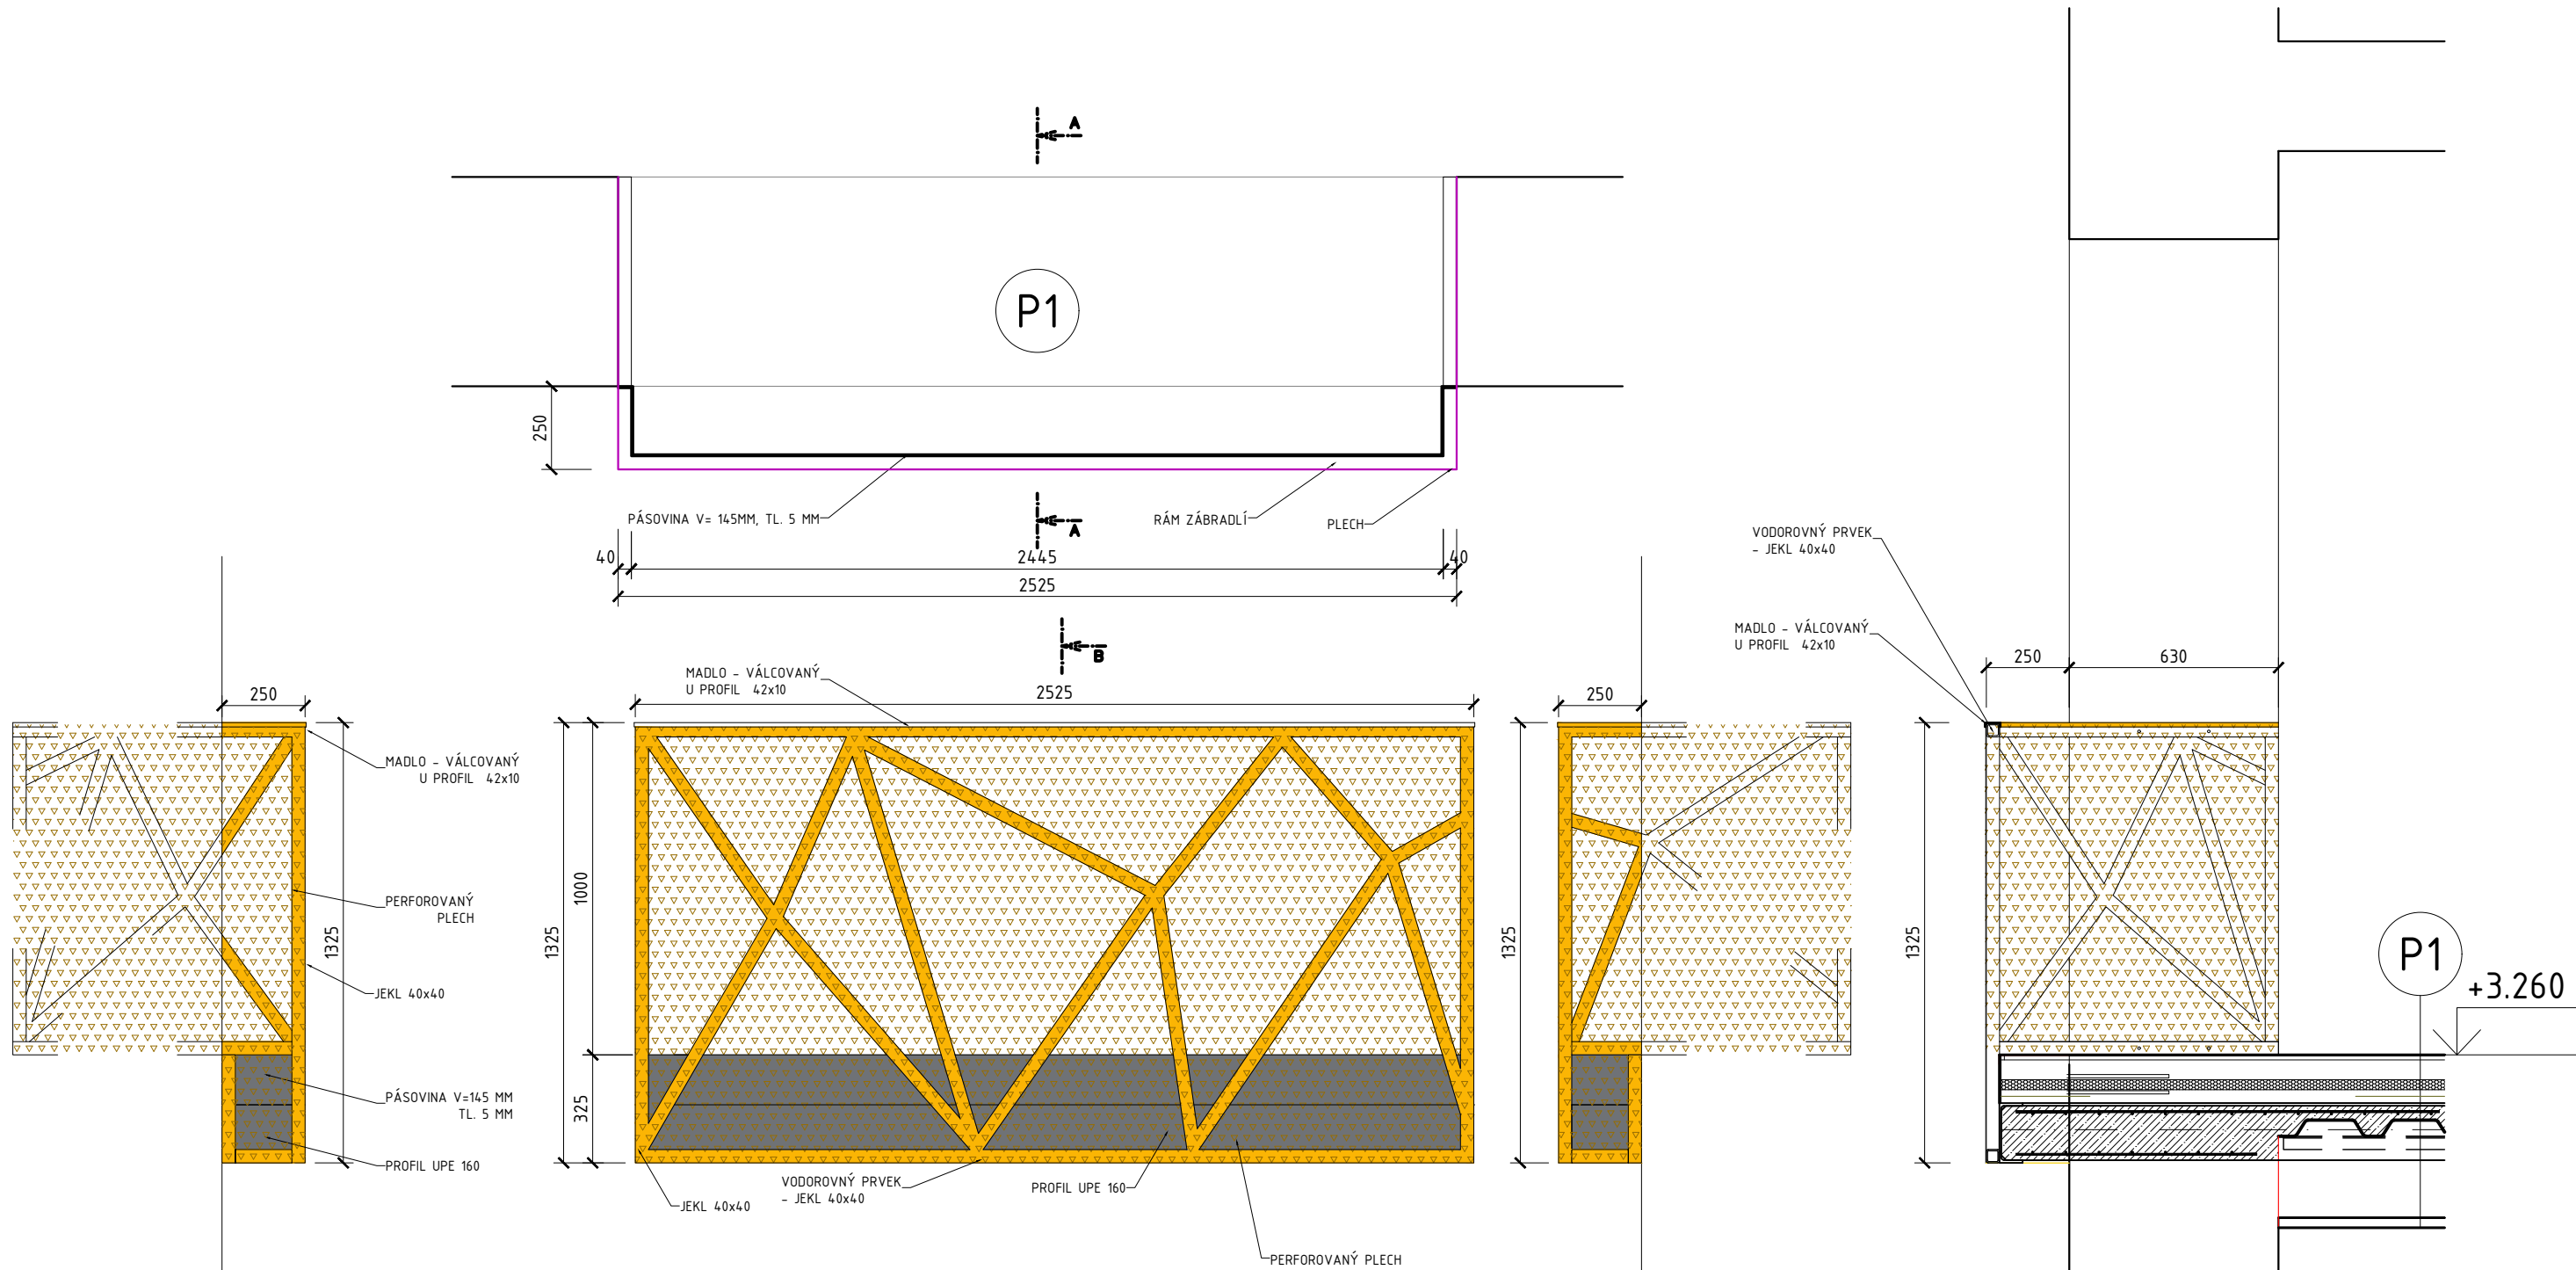 A
P1
250
PÁSOVINA V= 145MM, TL. 5 MM
RÁM ZÁBRADLÍ
PLECH
A
40
2445
40
2525
B
VODOROVNÝ PRVEK
- JEKL 40x40
MADLO - VÁLCOVANÝ
U PROFIL 42x10
250
630
250
MADLO - VÁLCOVANÝ
U PROFIL 42x10
2525
250
MADLO - VÁLCOVANÝ
U PROFIL 42x10
PERFOROVANÝ
PLECH
1325
JEKL 40x40
PÁSOVINA V=145 MM
TL. 5 MM
PROFIL UPE 160
1325
1000
325
JEKL 40x40
VODOROVNÝ PRVEK
- JEKL 40x40
PROFIL UPE 160
PERFOROVANÝ PLECH
1325
1325
P1
+3.260